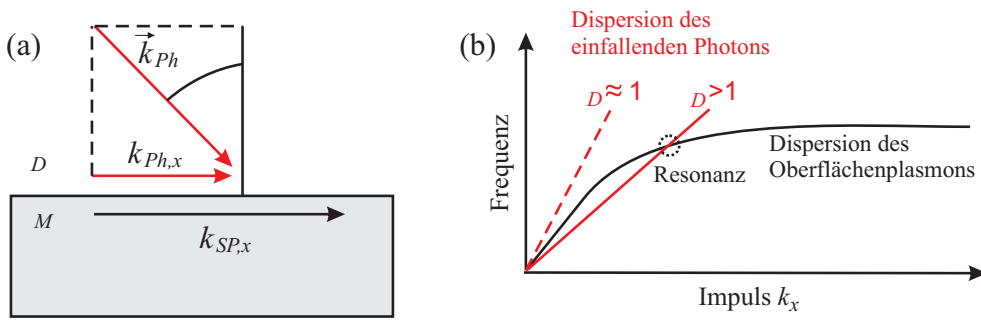 (a)
k⃗Ph
kPh,x
D
M
kSP,x
(b)
Dispersion des
einfallenden Photons
D ≈ 1
D >1
Frequenz
Resonanz
Dispersion des
Oberflächenplasmons
Impuls kx